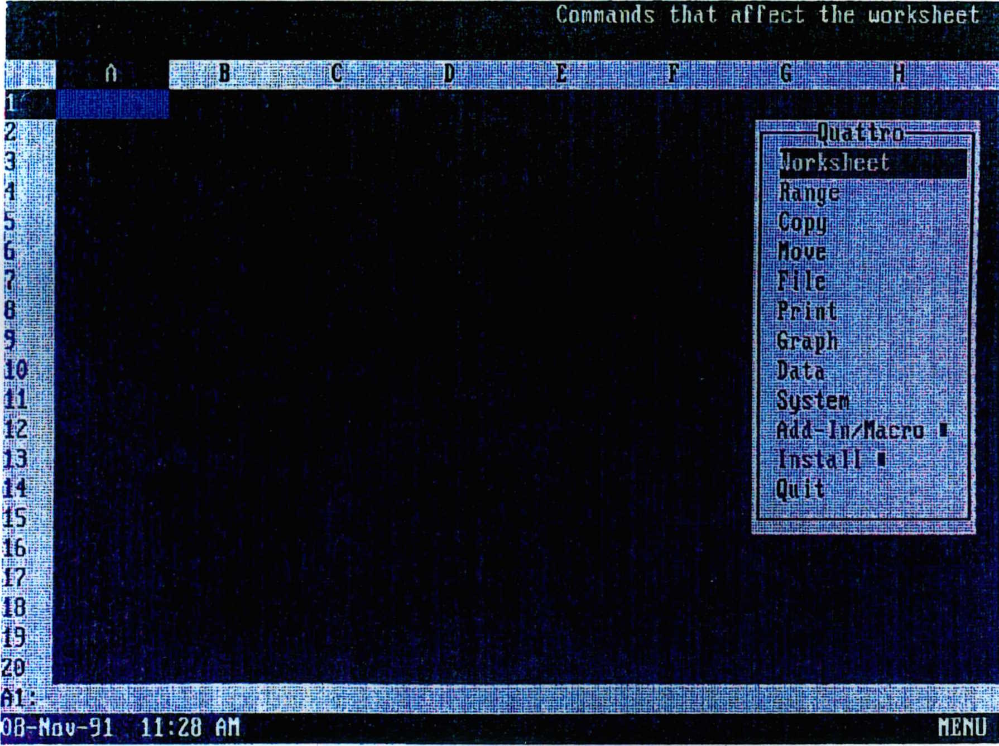 Commands that affect the worksheet
A B C D E F G H
1
2
Quattro
3
Worksheet
4
Range
5
Copy
6
Move
7
File
8
Print
9
Graph
10
Data
11
System
12
Add-In/Macro
13
Install
14
Quit
15
16
17
18
19
20
A1:
08-Nov-91 11:28 AM
MENU